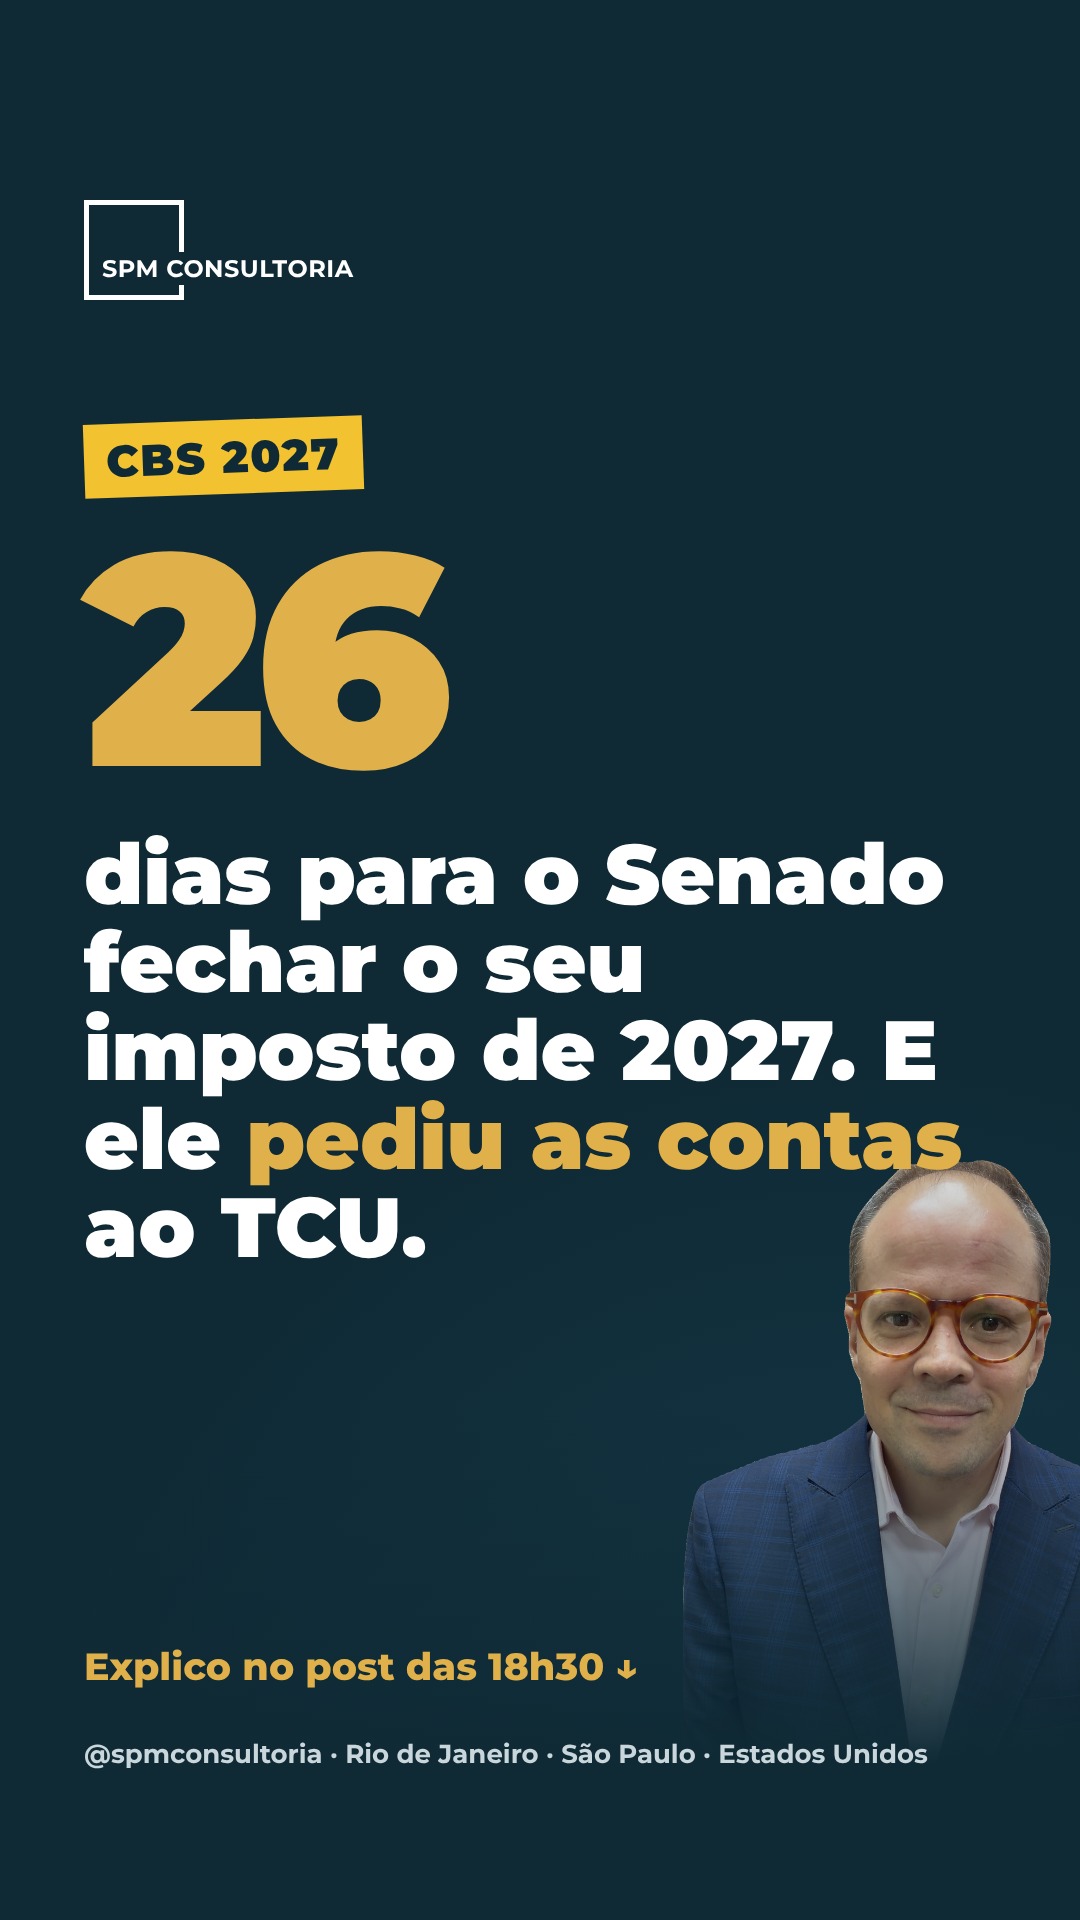 SPM CONSULTORIA
CBS 2027
26
dias para o Senado
fechar o seu
imposto de 2027. E
ele pediu as contas
ao TCU.
Explico no post das 18h30 ↓
@spmconsultoria · Rio de Janeiro · São Paulo · Estados Unidos